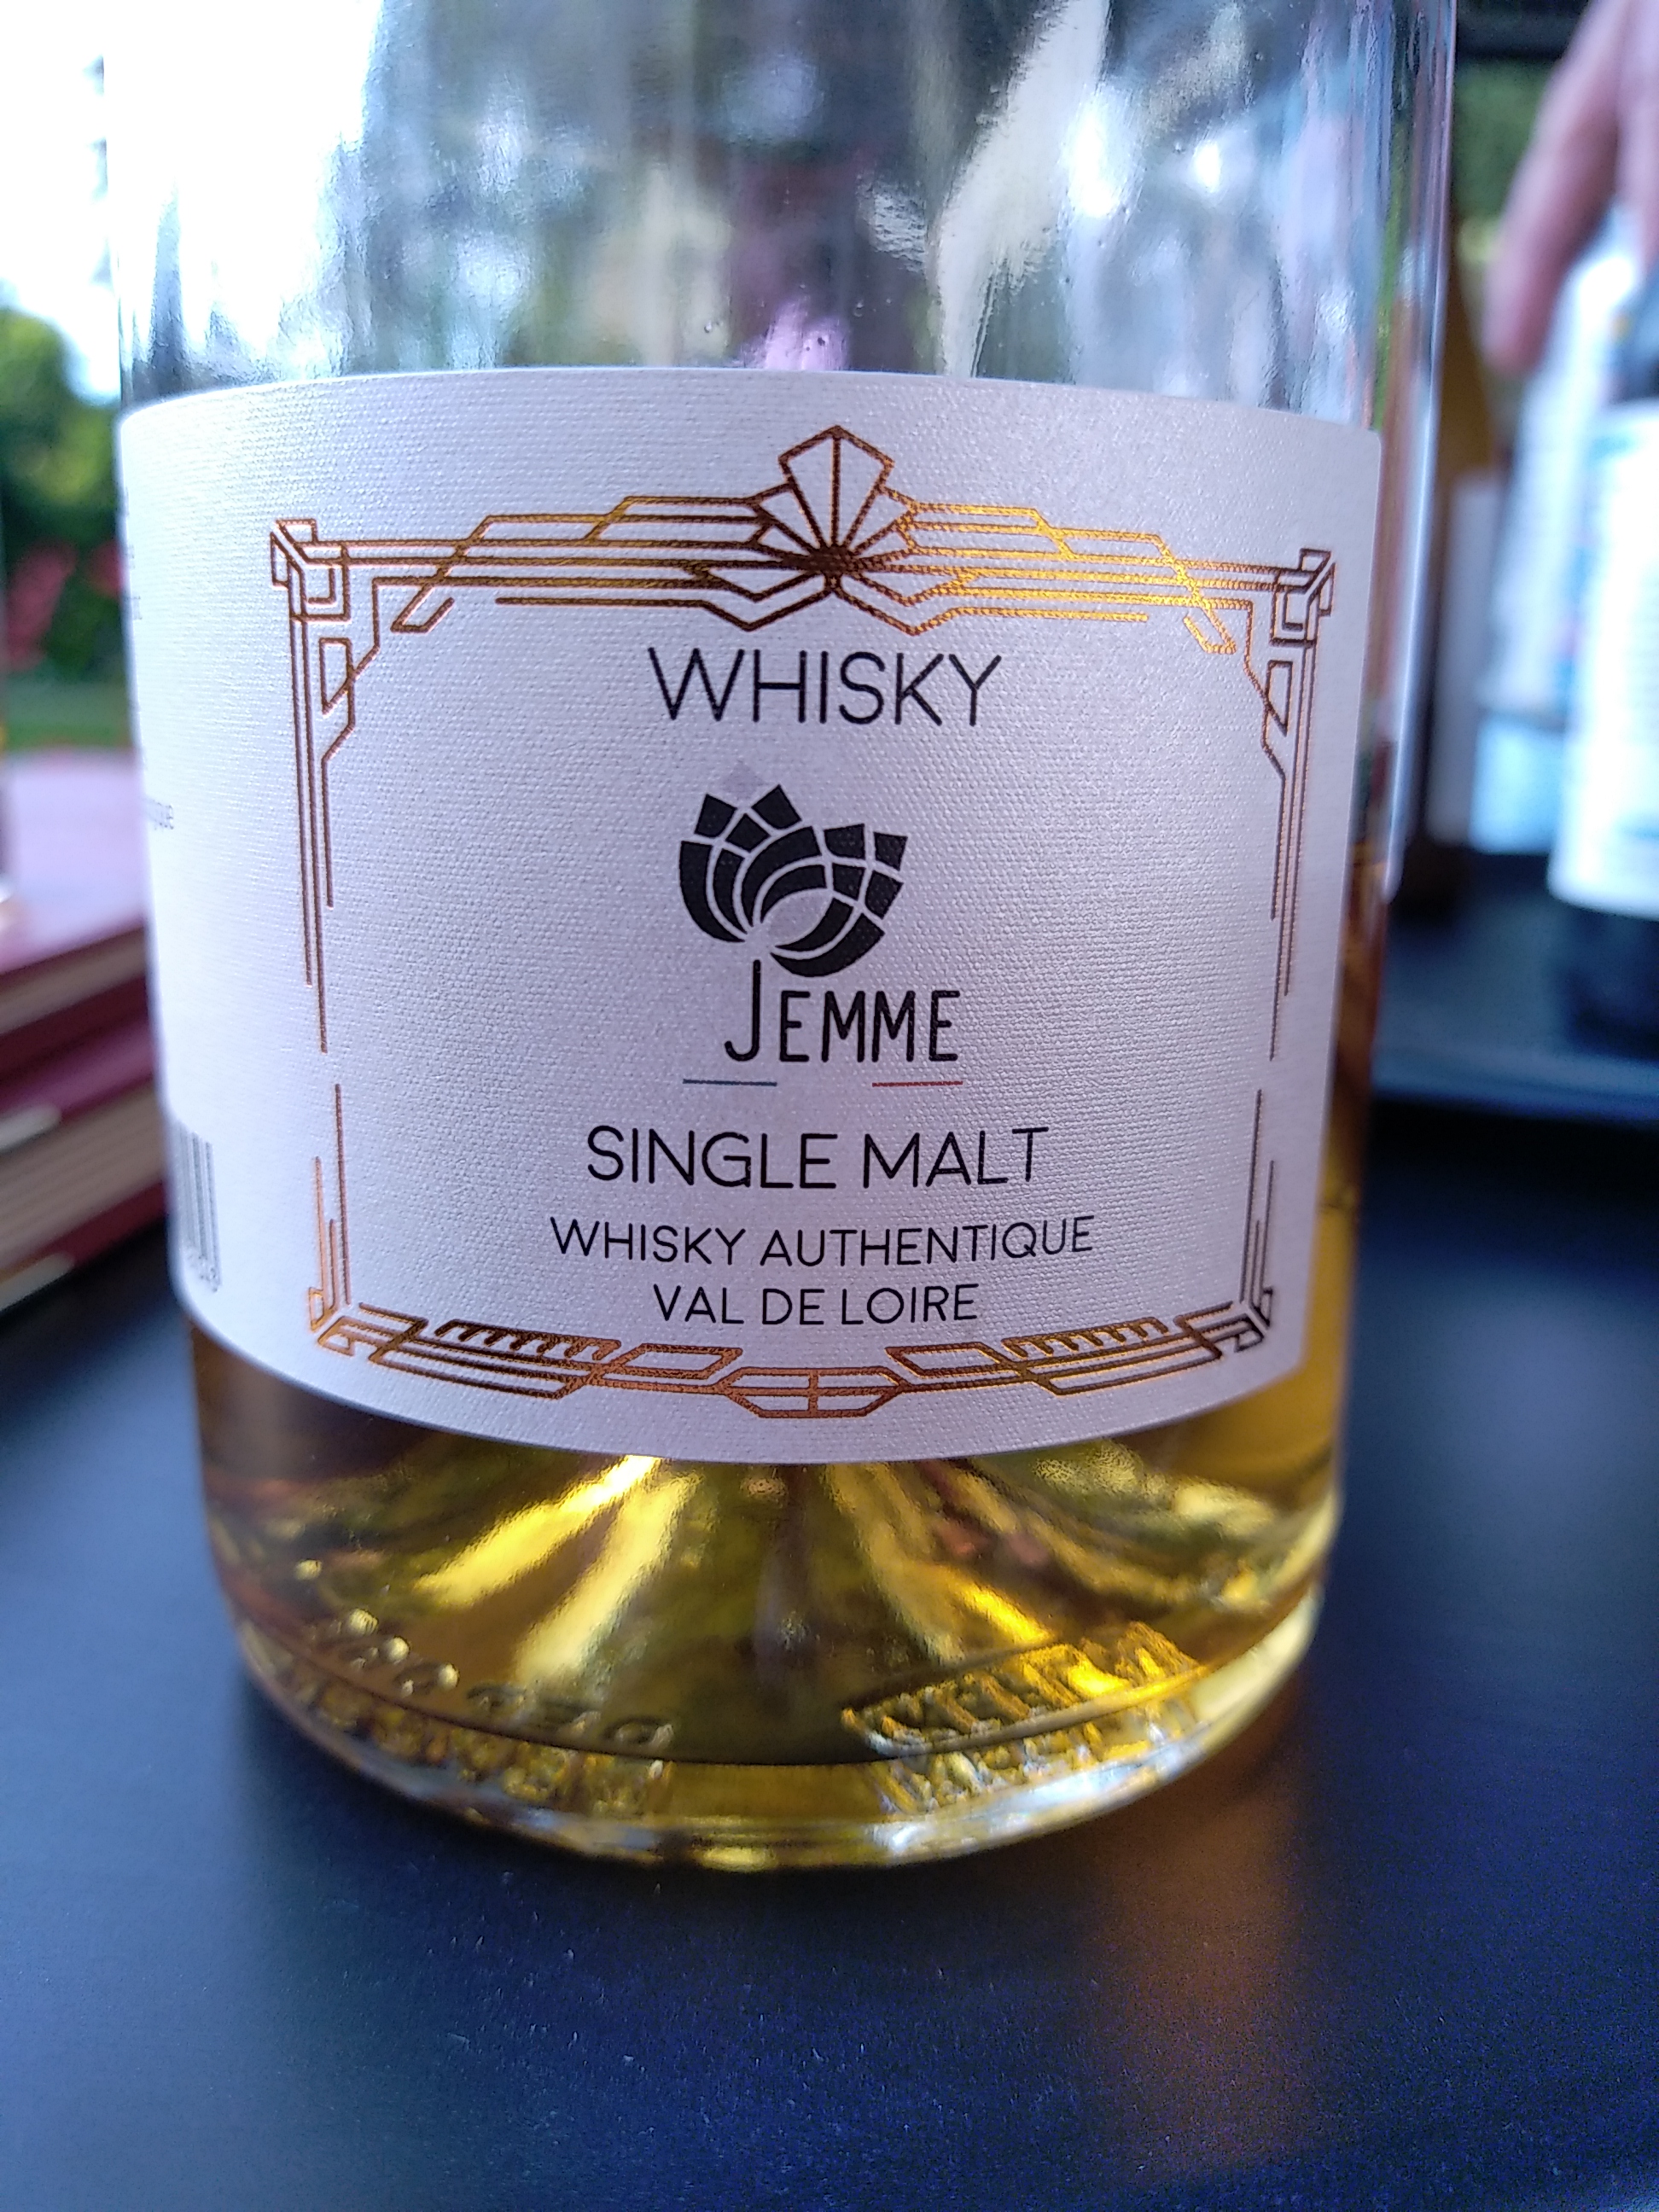 WHISKY
JEMME
SINGLE MALT
WHISKY AUTHENTIQUE
VAL DE LOIRE